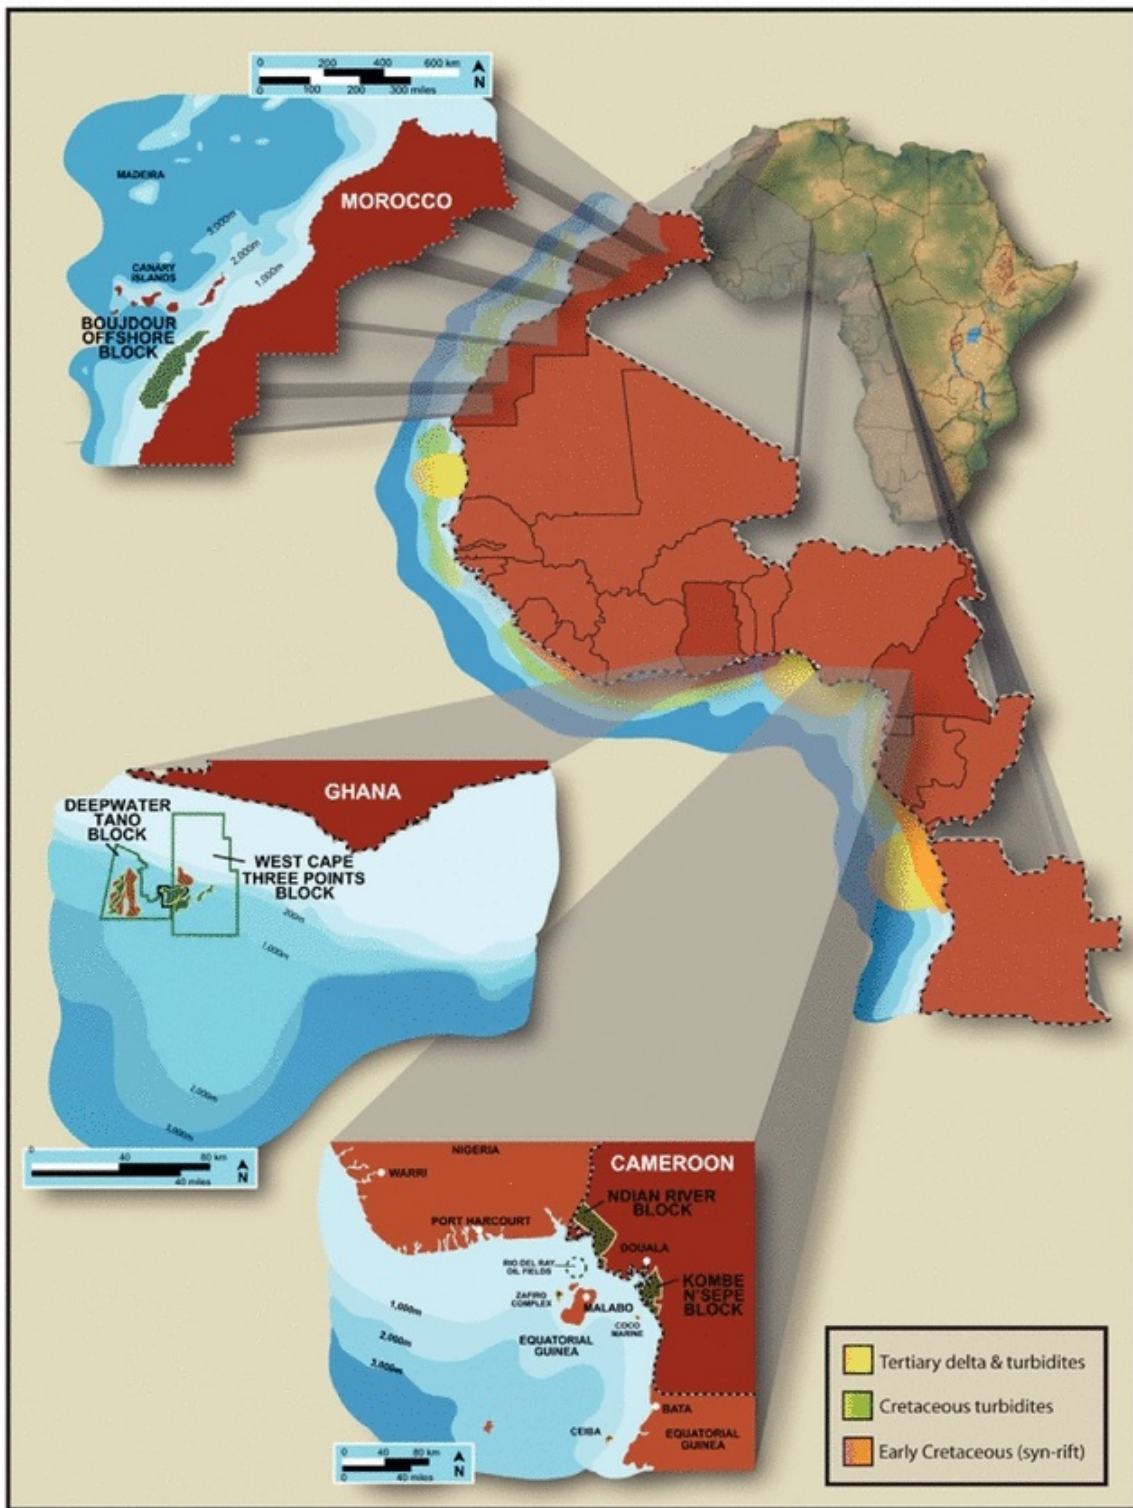 0 200 400 600 km
0 100 200 300 miles
N
MADEIRA
MOROCCO
3,000m
2,000m
1,000m
CANARY
ISLANDS
BOUJDOUR
OFFSHORE
BLOCK
GHANA
DEEPWATER
TANO
BLOCK
WEST CAPE
THREE POINTS
BLOCK
200m
1,000m
2,000m
3,000m
0 40 80 km
40 miles
N
NIGERIA
WARRI
CAMEROON
NDIAN RIVER
BLOCK
PORT HARCOURT
DOUALA
RIO DEL RAY
OIL FIELDS
KOMBE
N'SEPE
BLOCK
ZAFIRO
COMPLEX
MALABO
1,000m
COCO
MARINE
2,000m
EQUATORIAL
GUINEA
3,000m
BATA
CEIBA
EQUATORIAL
GUINEA
0 40 80 km
0 40 miles
N
Tertiary delta & turbidites
Cretaceous turbidites
Early Cretaceous (syn-rift)